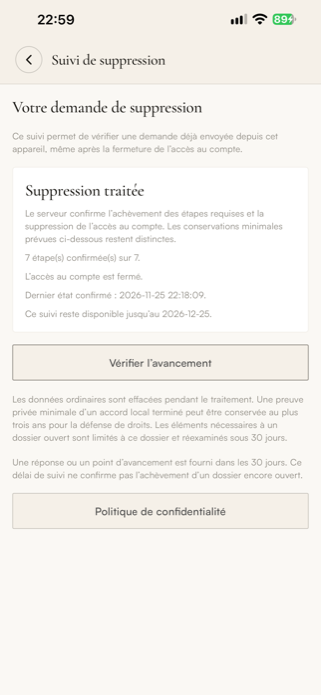 22:59
89
Suivi de suppression
Votre demande de suppression
Ce suivi permet de vérifier une demande déjà envoyée depuis cet
appareil, même après la fermeture de l'accès au compte.
Suppression traitée
Le serveur confirme l'achèvement des étapes requises et la
suppression de l'accès au compte. Les conservations minimales
prévues ci-dessous restent distinctes.
7 étape(s) confirmée(s) sur 7.
L'accès au compte est fermé.
Dernier état confirmé : 2026-11-25 22:18:09.
Ce suivi reste disponible jusqu'au 2026-12-25.
Vérifier l'avancement
Les données ordinaires sont effacées pendant le traitement. Une preuve
privée minimale d'un accord local terminé peut être conservée au plus
trois ans pour la défense de droits. Les éléments nécessaires à un
dossier ouvert sont limités à ce dossier et réexaminés sous 30 jours.
Une réponse ou un point d'avancement est fourni dans les 30 jours. Ce
délai de suivi ne confirme pas l'achèvement d'un dossier encore ouvert.
Politique de confidentialité